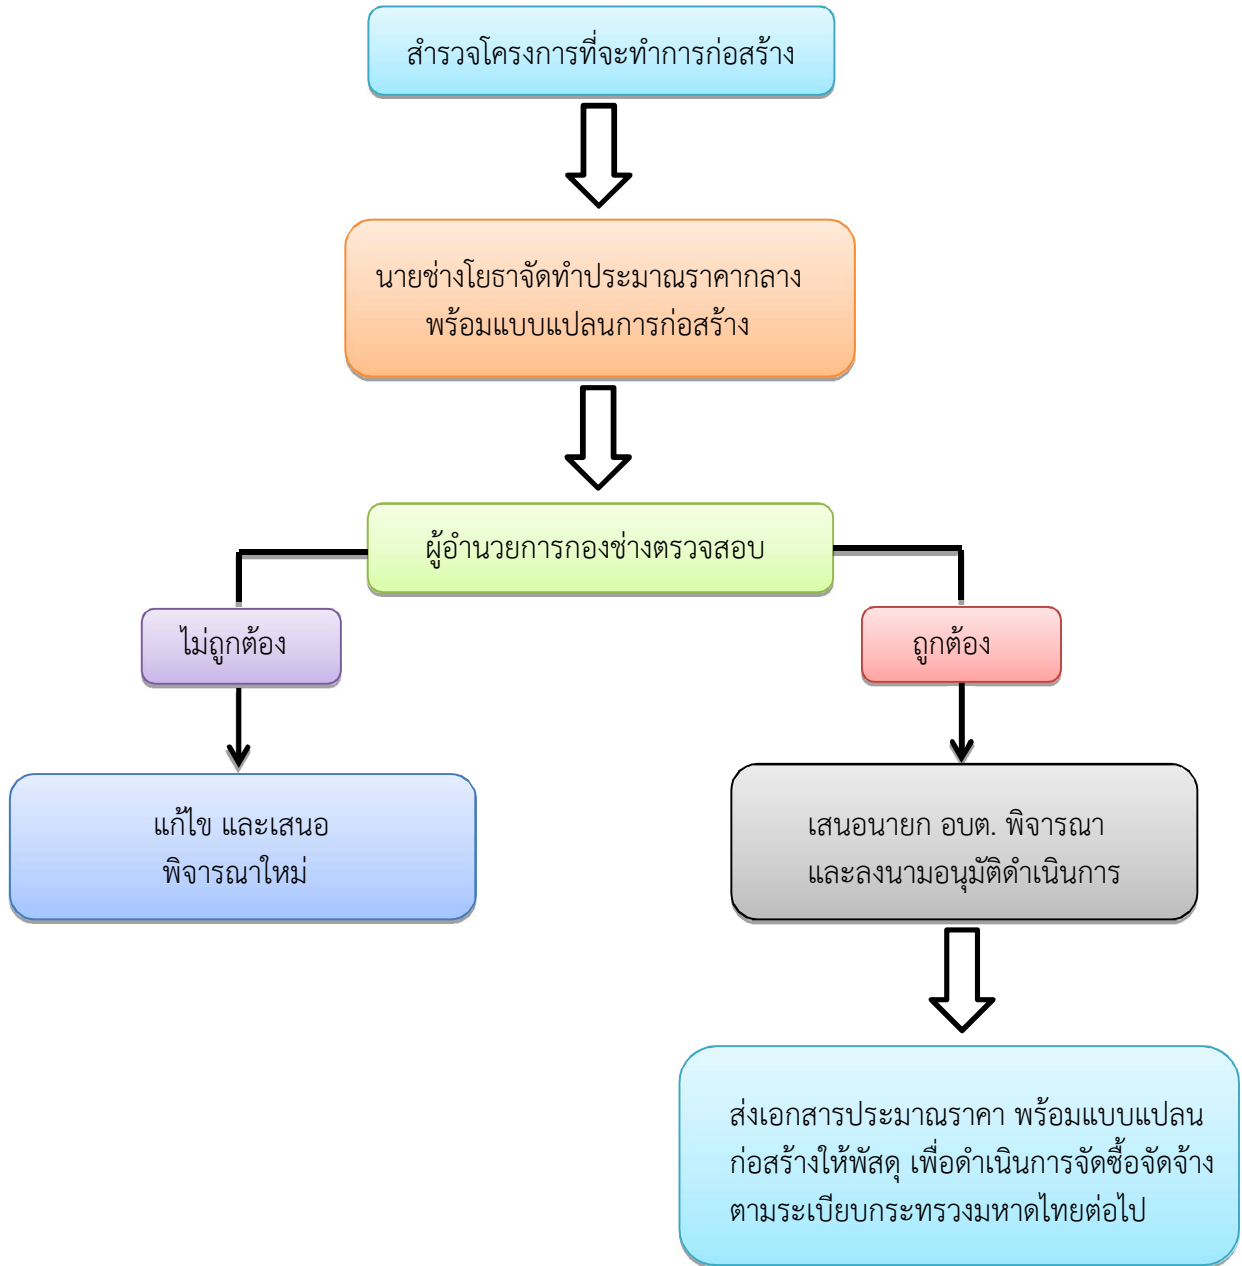 สำรวจโครงการที่จะทำการก่อสร้าง
นายช่างโยธาจัดทำประมาณราคากลาง
พร้อมแบบแปลนการก่อสร้าง
ผู้อำนวยการกองช่างตรวจสอบ
ไม่ถูกต้อง
ถูกต้อง
แก้ไข และเสนอ
พิจารณาใหม่
เสนอนายก อบต. พิจารณา
และลงนามอนุมัติดำเนินการ
ส่งเอกสารประมาณราคา พร้อมแบบแปลน
ก่อสร้างให้พัสดุ เพื่อดำเนินการจัดซื้อจัดจ้าง
ตามระเบียบกระทรวงมหาดไทยต่อไป